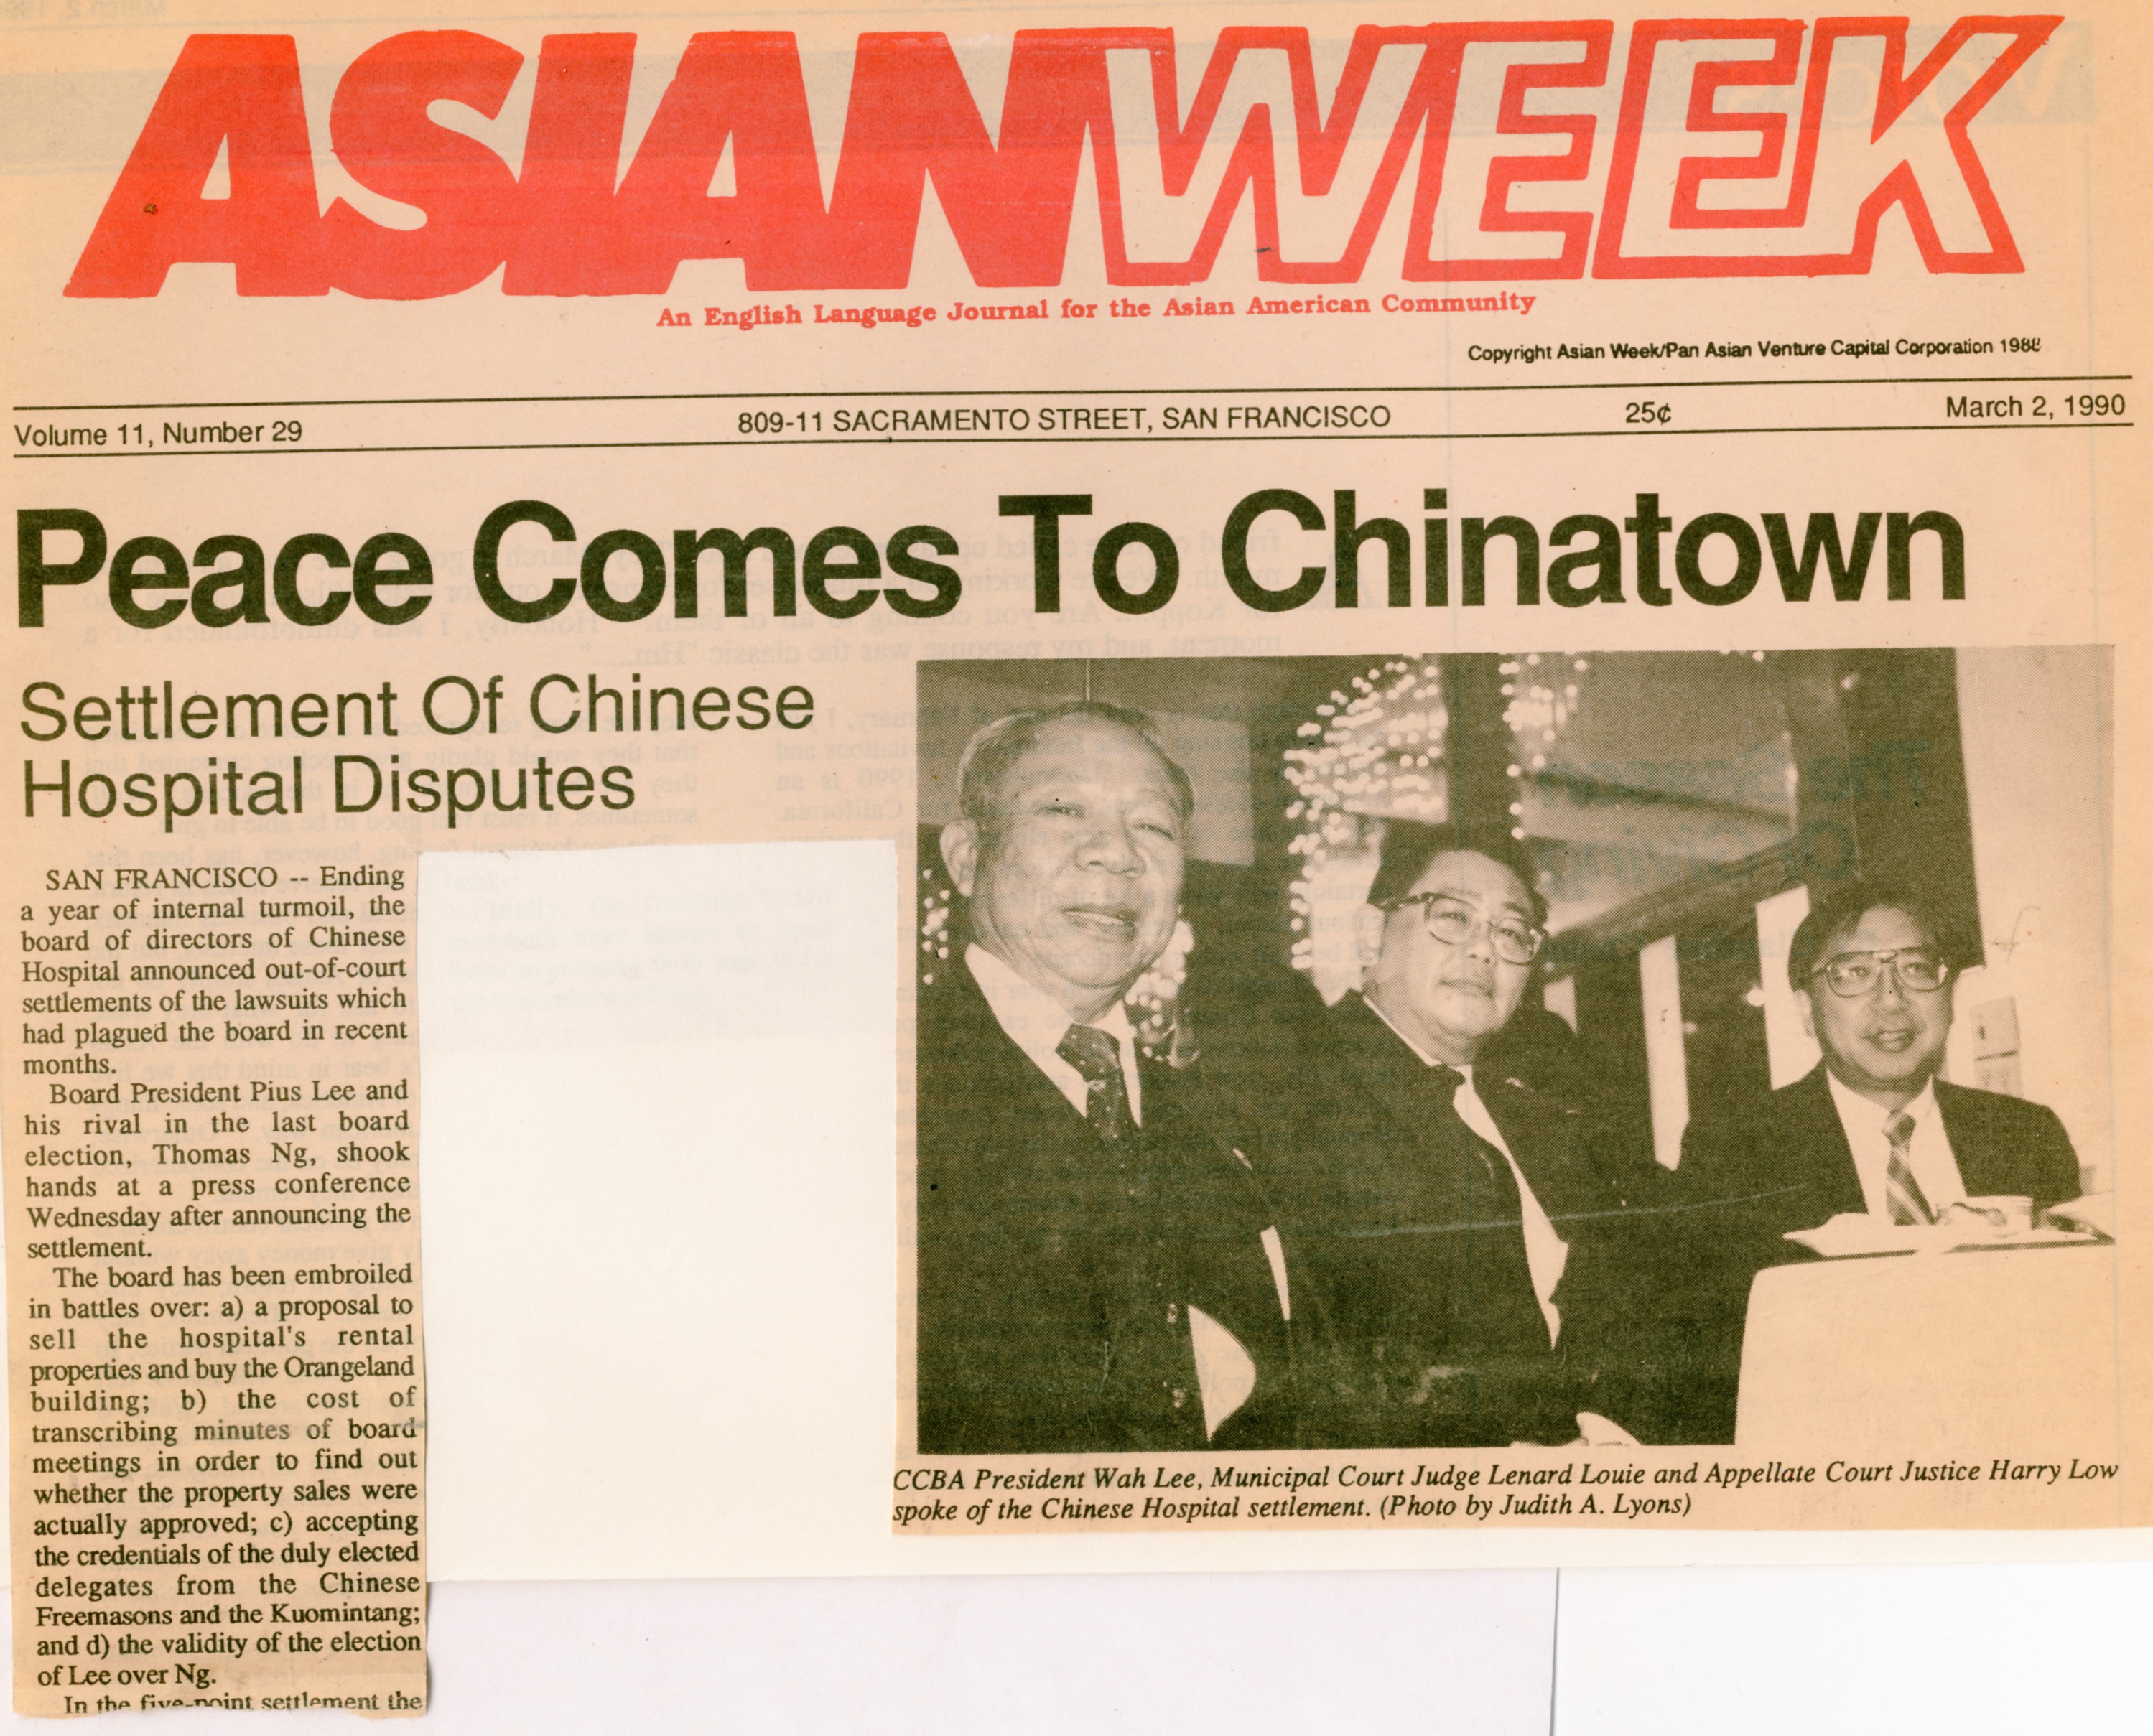 ASIANWEEK
An English Language Journal for the Asian American Community
Copyright Asian Week/Pan Asian Venture Capital Corporation 1988
Volume 11, Number 29 809-11 SACRAMENTO STREET, SAN FRANCISCO 25¢ March 2, 1990
Peace Comes To Chinatown
Settlement Of Chinese
Hospital Disputes
SAN FRANCISCO -- Ending
a year of internal turmoil, the
board of directors of Chinese
Hospital announced out-of-court
settlements of the lawsuits which
had plagued the board in recent
months.
Board President Pius Lee and
his rival in the last board
election, Thomas Ng, shook
hands at a press conference
Wednesday after announcing the
settlement.
The board has been embroiled
in battles over: a) a proposal to
sell the hospital's rental
properties and buy the Orangeland
building; b) the cost of
transcribing minutes of board
meetings in order to find out
whether the property sales were
actually approved; c) accepting
the credentials of the duly elected
delegates from the Chinese
Freemasons and the Kuomintang;
and d) the validity of the election
of Lee over Ng.
In the five-point settlement the
CCBA President Wah Lee, Municipal Court Judge Lenard Louie and Appellate Court Justice Harry Low
spoke of the Chinese Hospital settlement. (Photo by Judith A. Lyons)